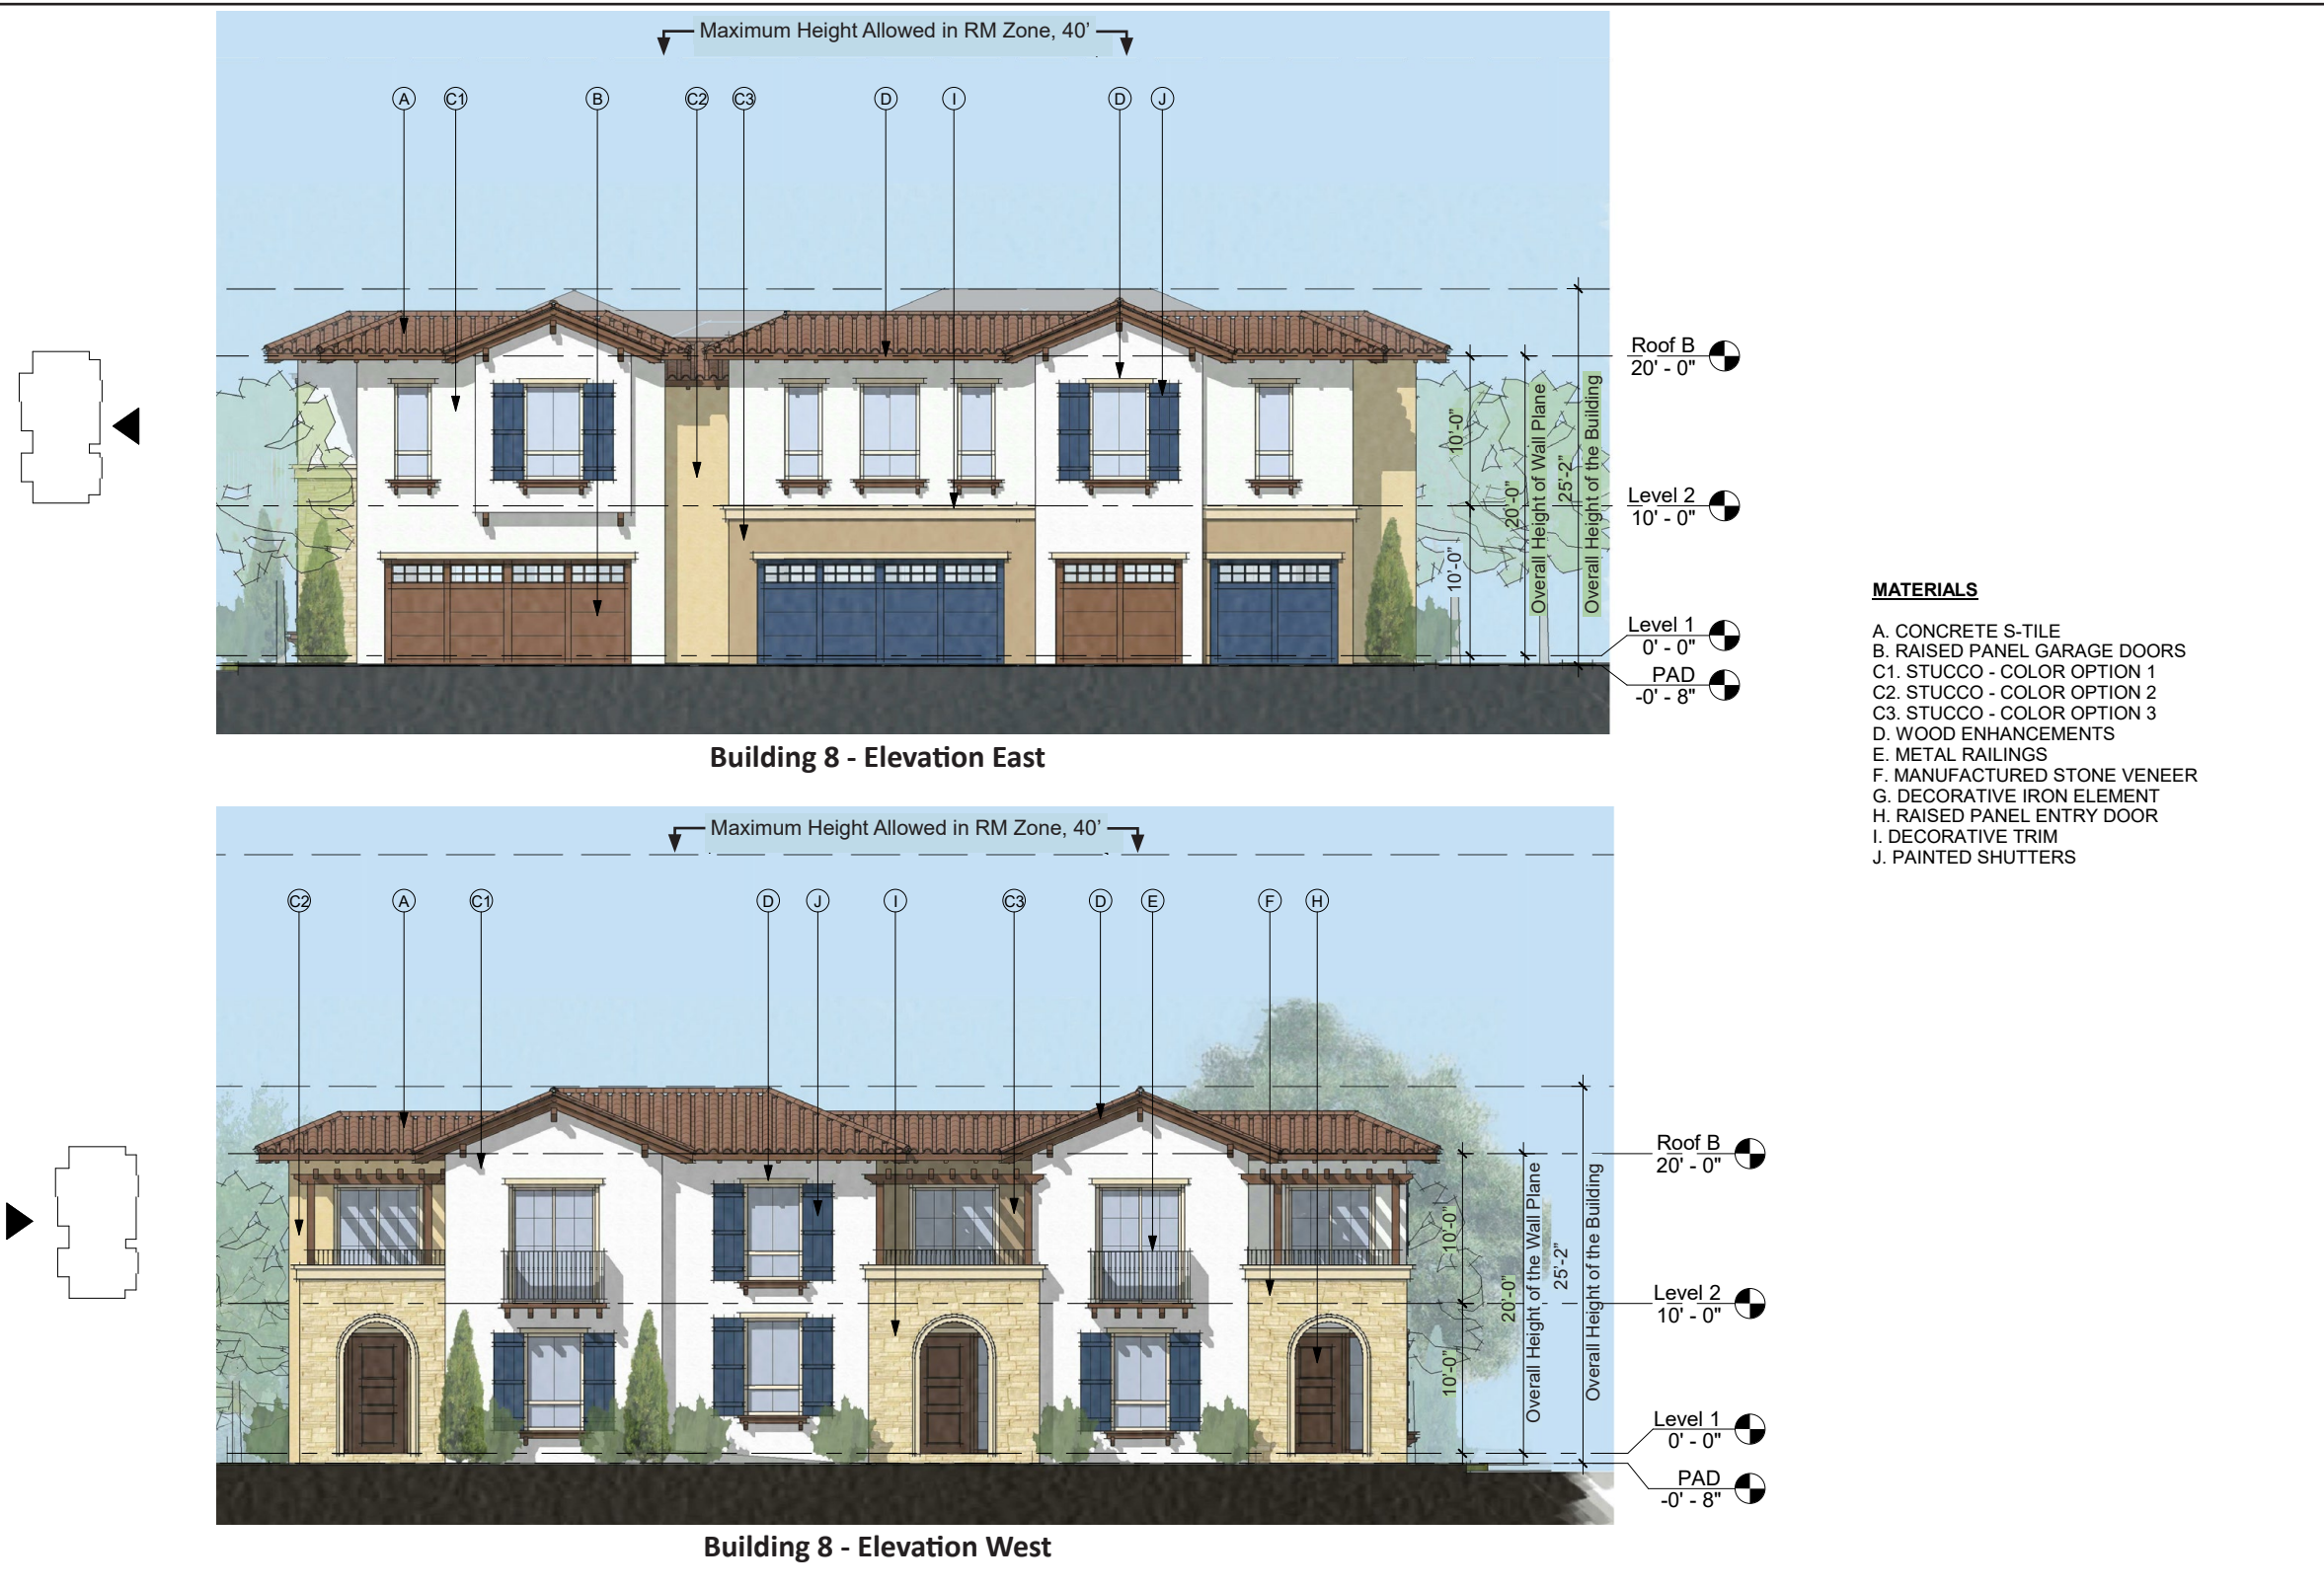 Maximum Height Allowed in RM Zone, 40’
A
C1
B
C2
C3
D
I
D
J
Roof B
20' - 0"
Level 2
10' - 0"
Level 1
0' - 0"
PAD
-0' - 8"
10'-0"
10'-0"
20'-0"
Overall Height of Wall Plane
25'-2"
Overall Height of the Building
Building 8 - Elevation East
MATERIALS
A. CONCRETE S-TILE
B. RAISED PANEL GARAGE DOORS
C1. STUCCO - COLOR OPTION 1
C2. STUCCO - COLOR OPTION 2
C3. STUCCO - COLOR OPTION 3
D. WOOD ENHANCEMENTS
E. METAL RAILINGS
F. MANUFACTURED STONE VENEER
G. DECORATIVE IRON ELEMENT
H. RAISED PANEL ENTRY DOOR
I. DECORATIVE TRIM
J. PAINTED SHUTTERS
Maximum Height Allowed in RM Zone, 40’
C2
A
C1
D
J
I
C3
D
E
F
H
Roof B
20' - 0"
Level 2
10' - 0"
Level 1
0' - 0"
PAD
-0' - 8"
10'-0"
10'-0"
20'-0"
Overall Height of the Wall Plane
25'-2"
Overall Height of the Building
Building 8 - Elevation West